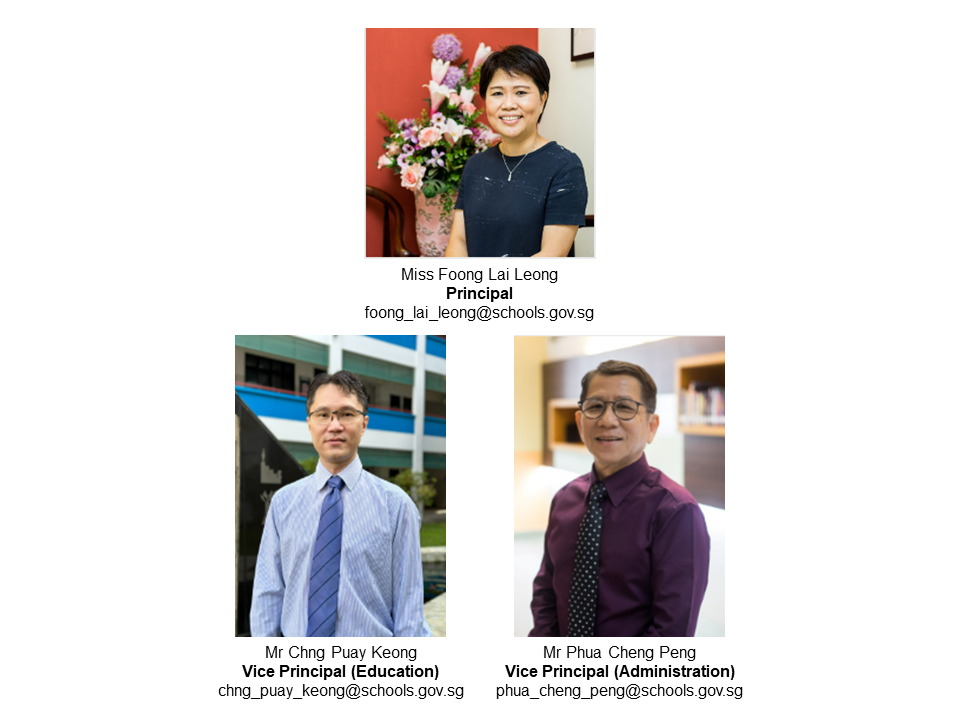 Miss Foong Lai Leong
Principal
foong_lai_leong@schools.gov.sg
Mr Chng Puay Keong
Vice Principal (Education)
chng_puay_keong@schools.gov.sg
Mr Phua Cheng Peng
Vice Principal (Administration)
phua_cheng_peng@schools.gov.sg